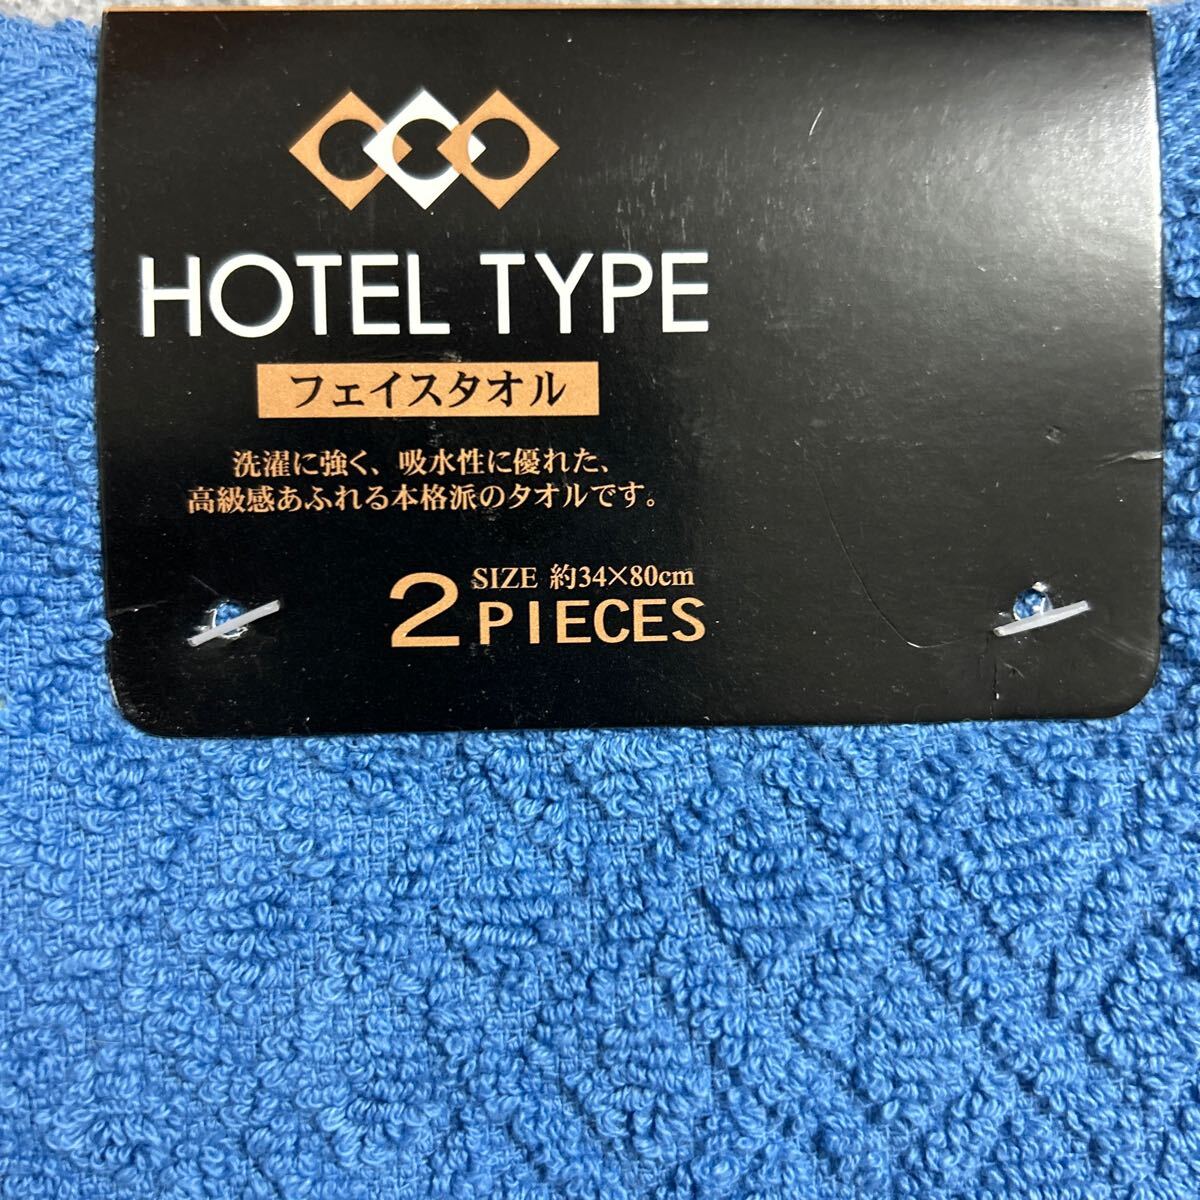 HOTEL TYPE
フェイスタオル
洗濯に強く、吸水性に優れた、
高級感あふれる本格派のタオルです。
SIZE 約34×80cm
2 PIECES